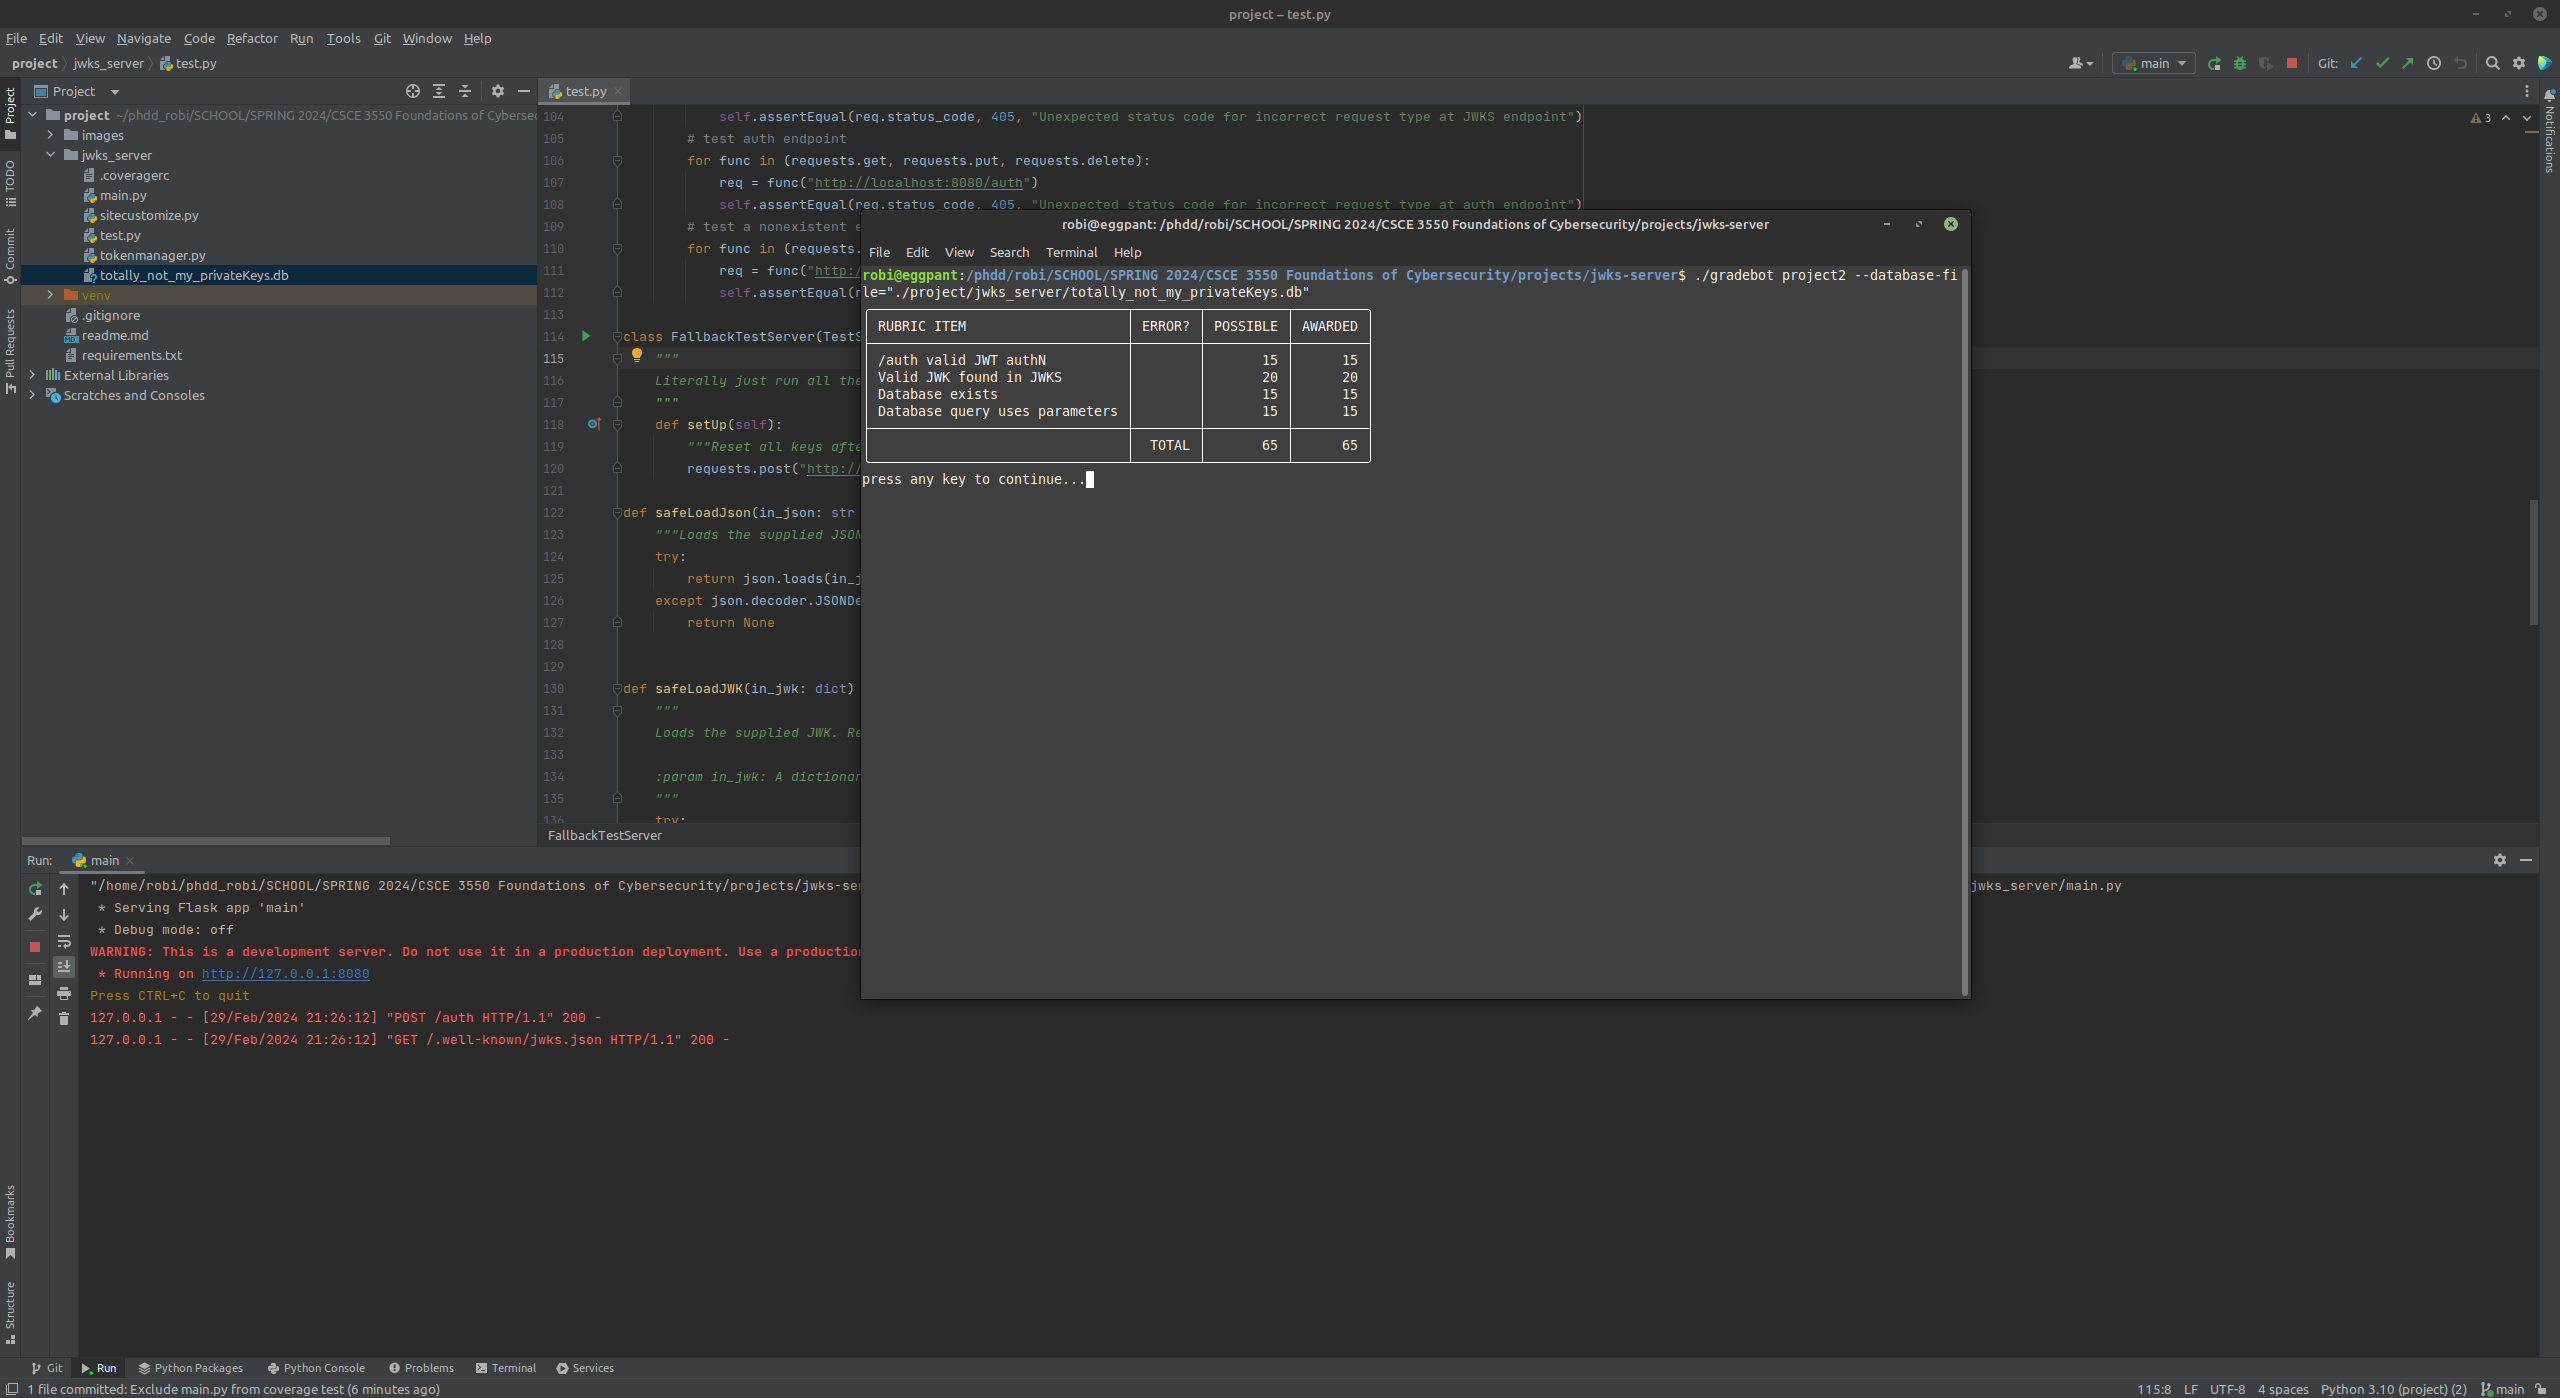 project – test.py
File Edit View Navigate Code Refactor Run Tools Git Window Help
project jwks_server test.py
main Git:
Project
test.py
project ~/phdd_robi/SCHOOL/SPRING 2024/CSCE 3550 Foundations of Cybersec
images
jwks_server
.coveragerc
main.py
sitecustomize.py
test.py
tokenmanager.py
totally_not_my_privateKeys.db
venv
.gitignore
readme.md
requirements.txt
External Libraries
Scratches and Consoles
Project
TODO
Commit
Pull Requests
Bookmarks
Structure
Notifications
3
104 self.assertEqual(req.status_code, 405, "Unexpected status code for incorrect request type at JWKS endpoint")
105 # test auth endpoint
106 for func in (requests.get, requests.put, requests.delete):
107 req = func("http://localhost:8080/auth")
108 self.assertEqual(req.status_code, 405, "Unexpected status code for incorrect request type at auth endpoint")
109 # test a nonexistent e
110 for func in (requests.
111 req = func("http:/
112 self.assertEqual(r
113
114 class FallbackTestServer(TestS
115 """
116 Literally just run all the
117 """
118 def setUp(self):
119 """Reset all keys afte
120 requests.post("http://
121
122 def safeLoadJson(in_json: str
123 """Loads the supplied JSON
124 try:
125 return json.loads(in_j
126 except json.decoder.JSONDe
127 return None
128
129
130 def safeLoadJWK(in_jwk: dict)
131 """
132 Loads the supplied JWK. Re
133
134 :param in_jwk: A dictionar
135 """
136 try:
FallbackTestServer
robi@eggpant: /phdd/robi/SCHOOL/SPRING 2024/CSCE 3550 Foundations of Cybersecurity/projects/jwks-server
File Edit View Search Terminal Help
robi@eggpant:/phdd/robi/SCHOOL/SPRING 2024/CSCE 3550 Foundations of Cybersecurity/projects/jwks-server$ ./gradebot project2 --database-fi
le="./project/jwks_server/totally_not_my_privateKeys.db"
RUBRIC ITEM ERROR? POSSIBLE AWARDED
/auth valid JWT authN 15 15
Valid JWK found in JWKS 20 20
Database exists 15 15
Database query uses parameters 15 15
TOTAL 65 65
press any key to continue...
Run: main
"/home/robi/phdd_robi/SCHOOL/SPRING 2024/CSCE 3550 Foundations of Cybersecurity/projects/jwks-se jwks_server/main.py
* Serving Flask app 'main'
* Debug mode: off
WARNING: This is a development server. Do not use it in a production deployment. Use a production
* Running on http://127.0.0.1:8080
Press CTRL+C to quit
127.0.0.1 - - [29/Feb/2024 21:26:12] "POST /auth HTTP/1.1" 200 -
127.0.0.1 - - [29/Feb/2024 21:26:12] "GET /.well-known/jwks.json HTTP/1.1" 200 -
Git Run Python Packages Python Console Problems Terminal Services
1 file committed: Exclude main.py from coverage test (6 minutes ago) 115:8 LF UTF-8 4 spaces Python 3.10 (project) (2) main